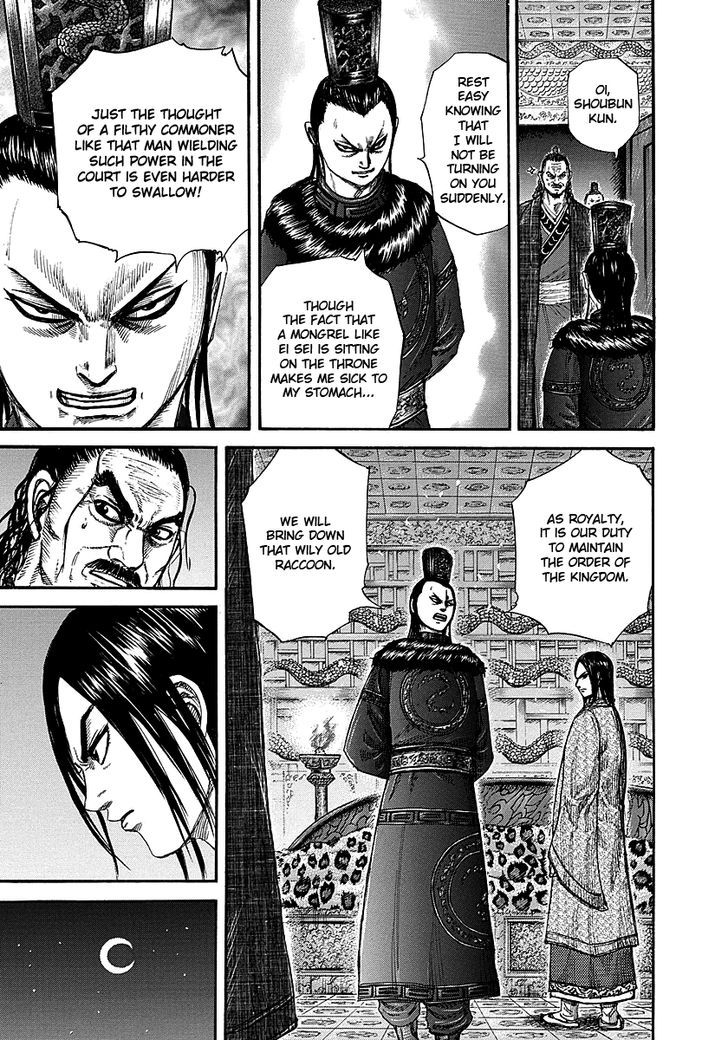 OI,
SHOUBUN
KUN.
REST
EASY
KNOWING
THAT
I WILL
NOT BE
TURNING
ON YOU
SUDDENLY.
THOUGH
THE FACT THAT
A MONGREL LIKE
EI SEI IS SITTING
ON THE THRONE
MAKES ME SICK TO
MY STOMACH...
JUST THE THOUGHT
OF A FILTHY COMMONER
LIKE THAT MAN WIELDING
SUCH POWER IN THE
COURT IS EVEN HARDER
TO SWALLOW!
AS ROYALTY,
IT IS OUR DUTY
TO MAINTAIN
THE ORDER OF
THE KINGDOM.
WE WILL
BRING DOWN
THAT WILY OLD
RACCOON.